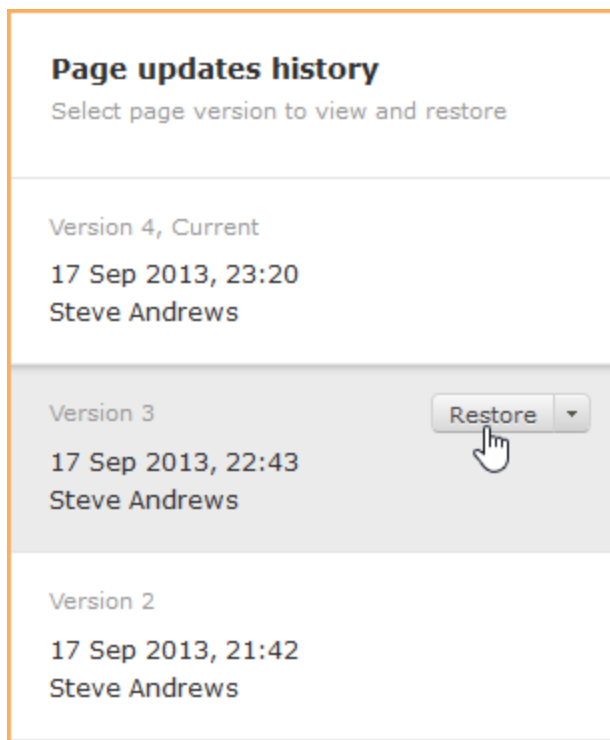 Page updates history
Select page version to view and restore
Version 4, Current
17 Sep 2013, 23:20
Steve Andrews
Version 3
Restore
17 Sep 2013, 22:43
Steve Andrews
Version 2
17 Sep 2013, 21:42
Steve Andrews